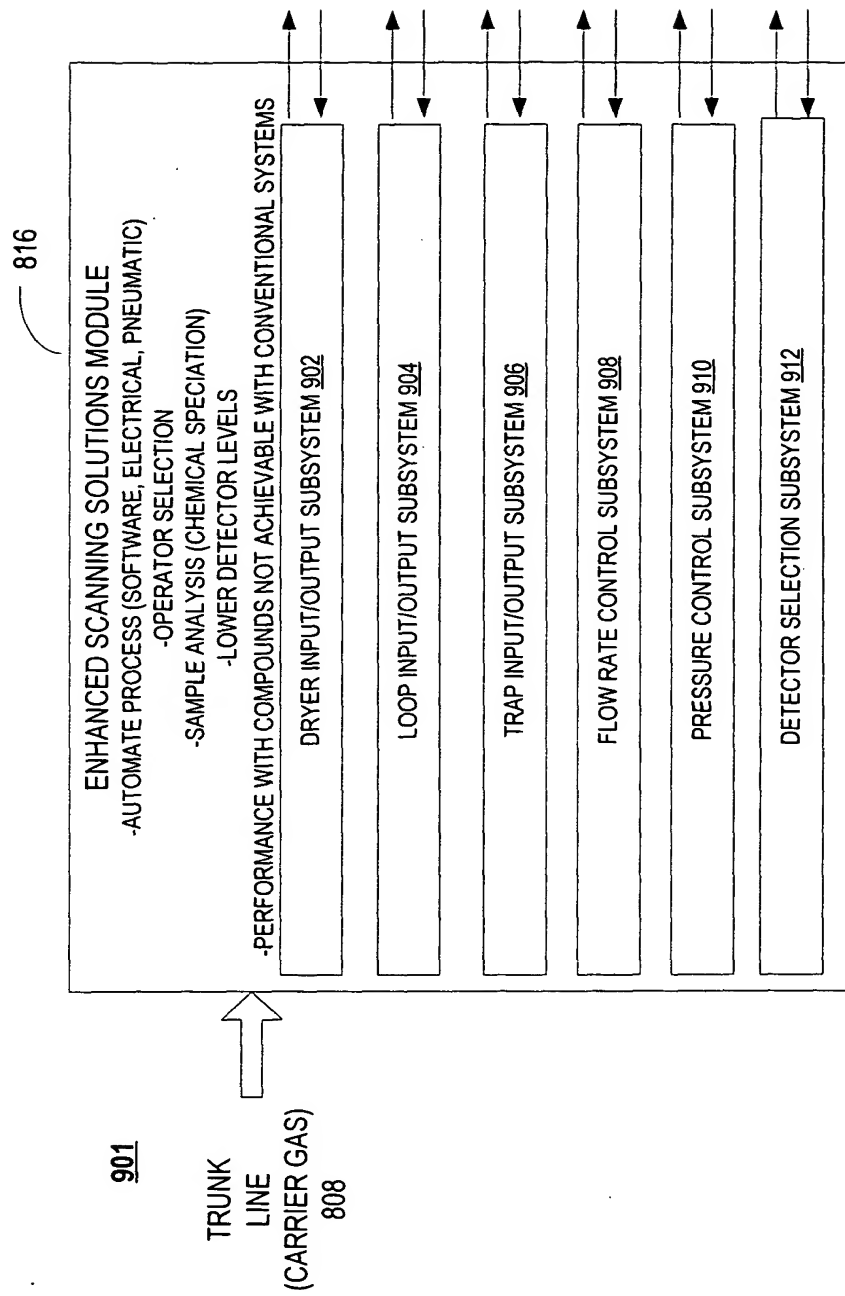 816
ENHANCED SCANNING SOLUTIONS MODULE
-AUTOMATE PROCESS (SOFTWARE, ELECTRICAL, PNEUMATIC)
-OPERATOR SELECTION
-SAMPLE ANALYSIS (CHEMICAL SPECIATION)
-LOWER DETECTOR LEVELS
-PERFORMANCE WITH COMPOUNDS NOT ACHIEVABLE WITH CONVENTIONAL SYSTEMS
DRYER INPUT/OUTPUT SUBSYSTEM 902
LOOP INPUT/OUTPUT SUBSYSTEM 904
TRAP INPUT/OUTPUT SUBSYSTEM 906
FLOW RATE CONTROL SUBSYSTEM 908
PRESSURE CONTROL SUBSYSTEM 910
DETECTOR SELECTION SUBSYSTEM 912
901
TRUNK
LINE
(CARRIER GAS)
808